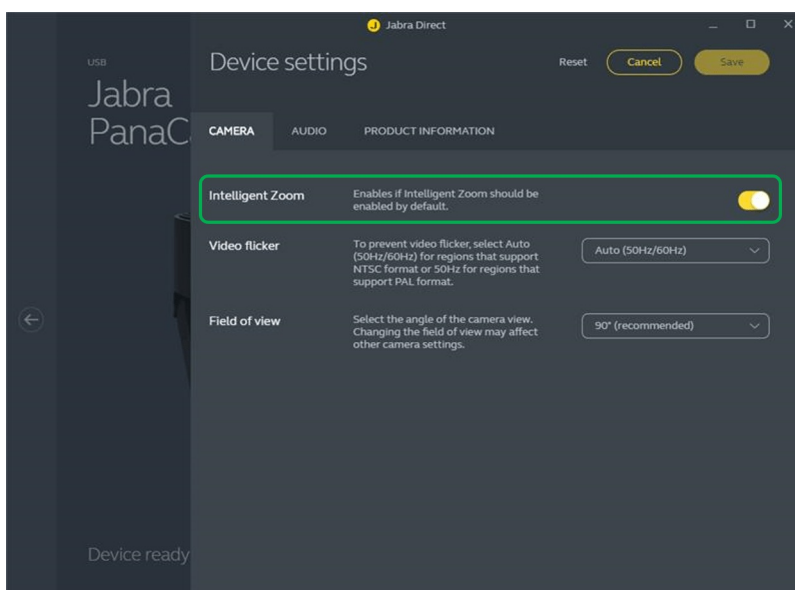 Jabra Direct
USB
Jabra
PanaC
Device settings
Reset
Cancel
Save
CAMERA
AUDIO
PRODUCT INFORMATION
Intelligent Zoom
Enables if Intelligent Zoom should be
enabled by default.
Video flicker
To prevent video flicker, select Auto
(50Hz/60Hz) for regions that support
NTSC format or 50Hz for regions that
support PAL format.
Auto (50Hz/60Hz)
Field of view
Select the angle of the camera view.
Changing the field of view may affect
other camera settings.
90° (recommended)
Device ready